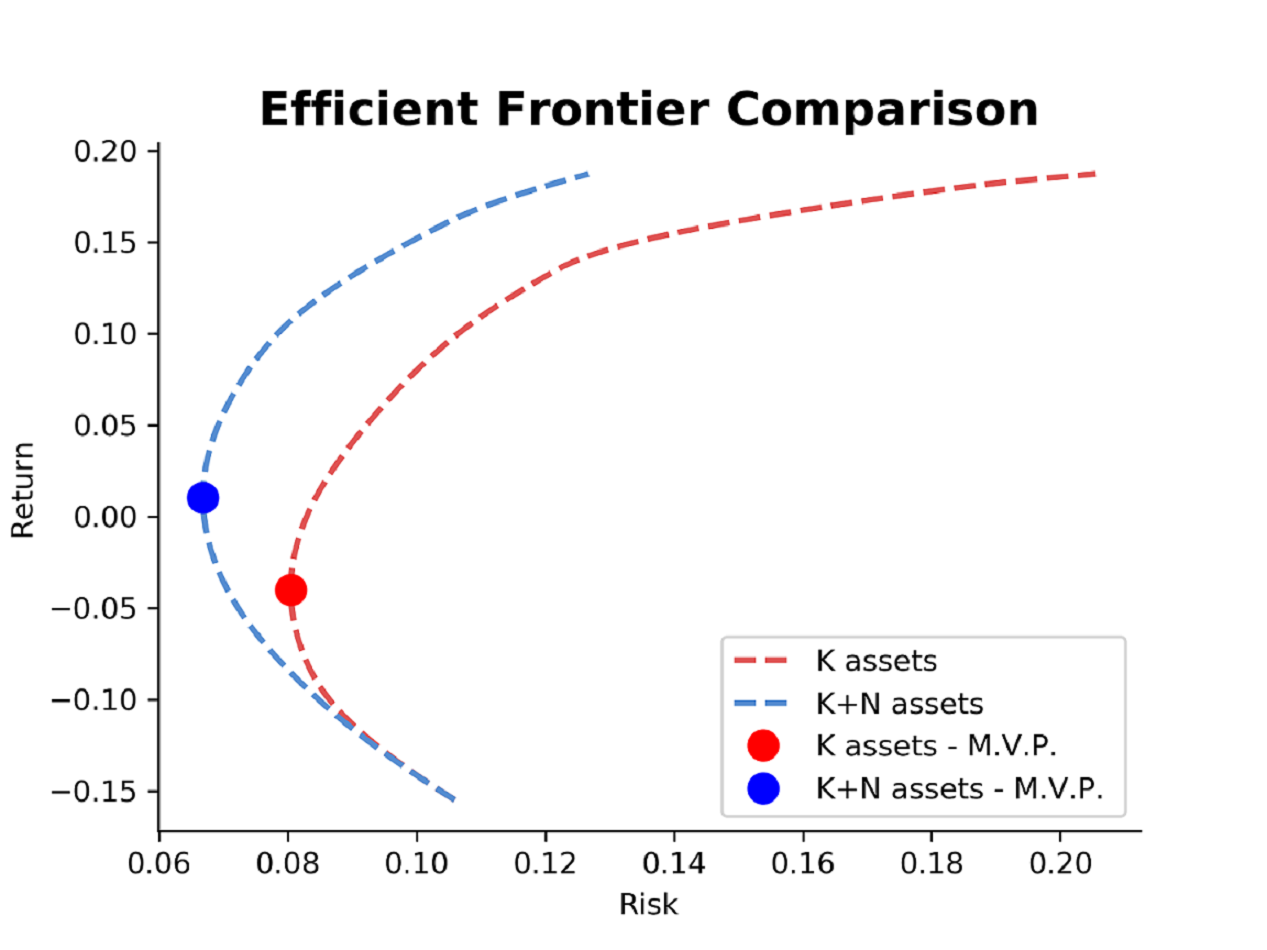 Efficient Frontier Comparison
0.20
0.15
0.10
0.05
0.00
−0.05
−0.10
−0.15
Return
0.06 0.08 0.10 0.12 0.14 0.16 0.18 0.20
Risk
K assets
K+N assets
K assets - M.V.P.
K+N assets - M.V.P.